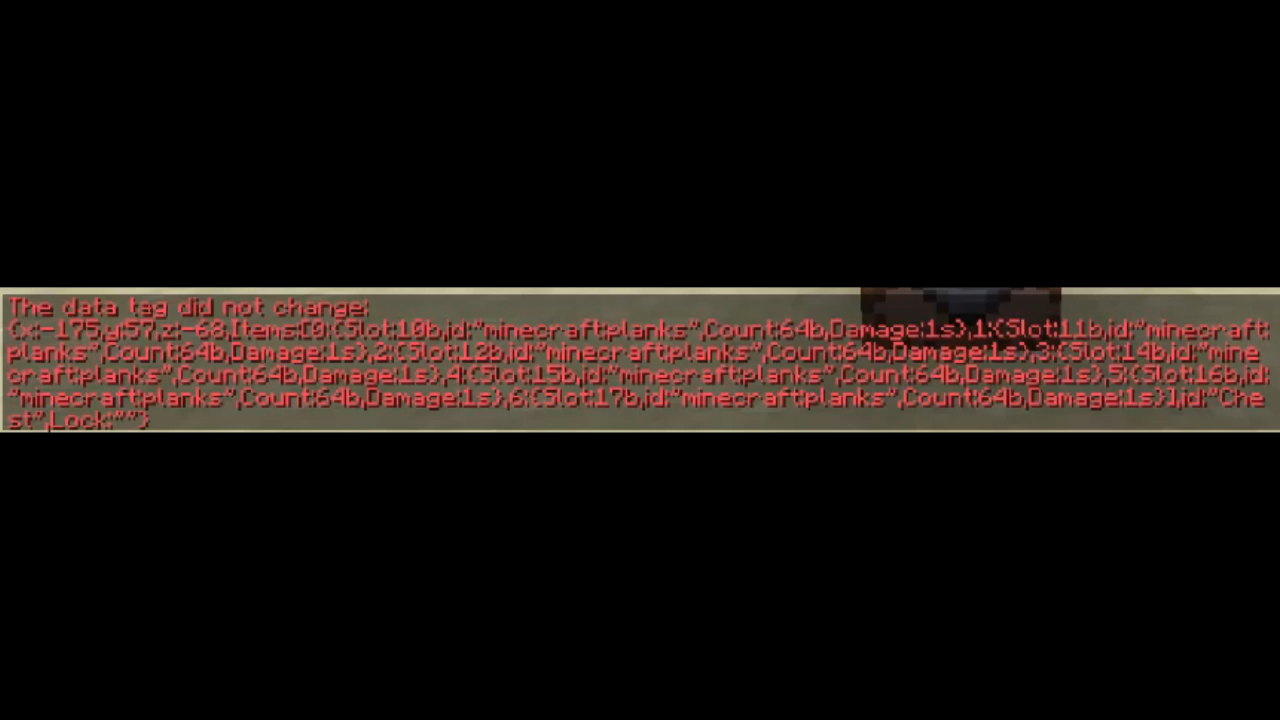 The data tag did not change:
{x:-175,y:57,z:-68,Items:[0:{Slot:10b,id:"minecraft:planks",Count:64b,Damage:1s},1:{Slot:11b,id:"minecraft:
planks",Count:64b,Damage:1s},2:{Slot:12b,id:"minecraft:planks",Count:64b,Damage:1s},3:{Slot:14b,id:"mine
craft:planks",Count:64b,Damage:1s},4:{Slot:15b,id:"minecraft:planks",Count:64b,Damage:1s},5:{Slot:16b,id:
"minecraft:planks",Count:64b,Damage:1s},6:{Slot:17b,id:"minecraft:planks",Count:64b,Damage:1s}],id:"Che
st",Lock:""}